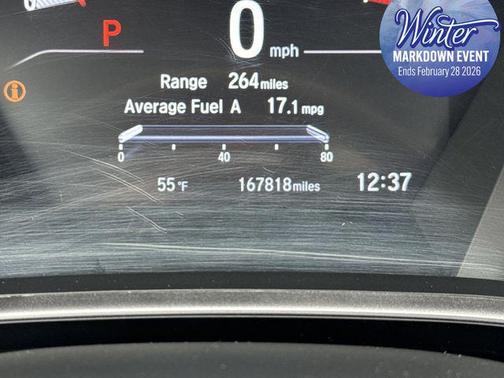 Winter
MARKDOWN EVENT
Ends February 28 2026
P
0 mph
Range 264 miles
Average Fuel A 17.1 mpg
0 40 80
55 °F 167818 miles 12:37